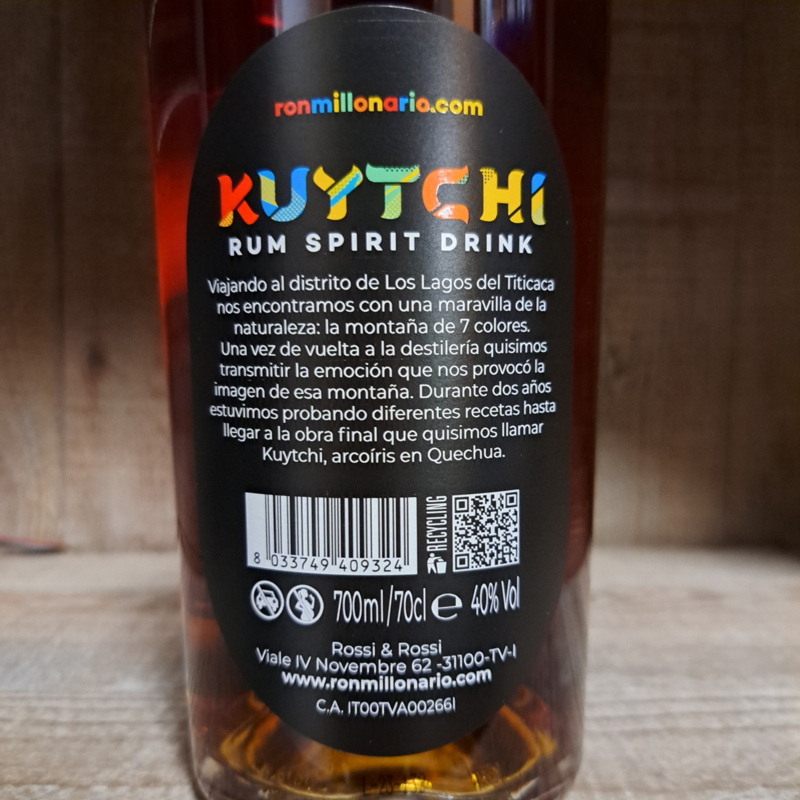 ronmillonario.com
KUYTCHI
RUM SPIRIT DRINK
Viajando al distrito de Los Lagos del Titicaca
nos encontramos con una maravilla de la
naturaleza: la montaña de 7 colores.
Una vez de vuelta a la destilería quisimos
transmitir la emoción que nos provocó la
imagen de esa montaña. Durante dos años
estuvimos probando diferentes recetas hasta
llegar a la obra final que quisimos llamar
Kuytchi, arcoíris en Quechua.
8 033749 409324
RECYCLING
700ml/70cl e 40% Vol
Rossi & Rossi
Viale IV Novembre 62 -31100-TV-I
www.ronmillonario.com
C.A. IT00TVA00266I